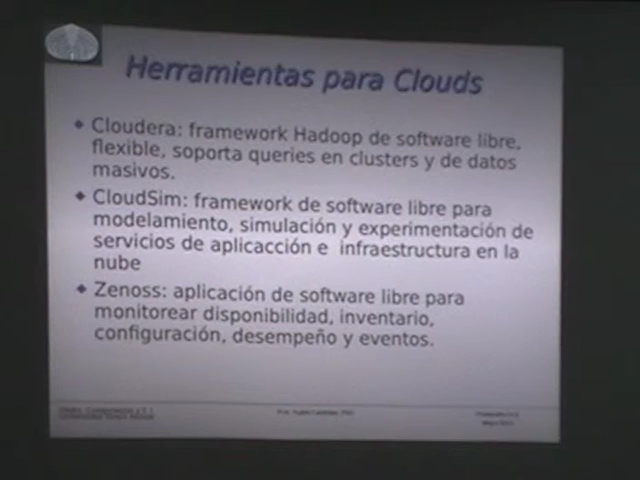 Herramientas para Clouds
Cloudera: framework Hadoop de software libre,
flexible, soporta queries en clusters y de datos
masivos.
CloudSim: framework de software libre para
modelamiento, simulación y experimentación de
servicios de aplicacción e infraestructura en la
nube
Zenoss: aplicación de software libre para
monitorear disponibilidad, inventario,
configuración, desempeño y eventos.